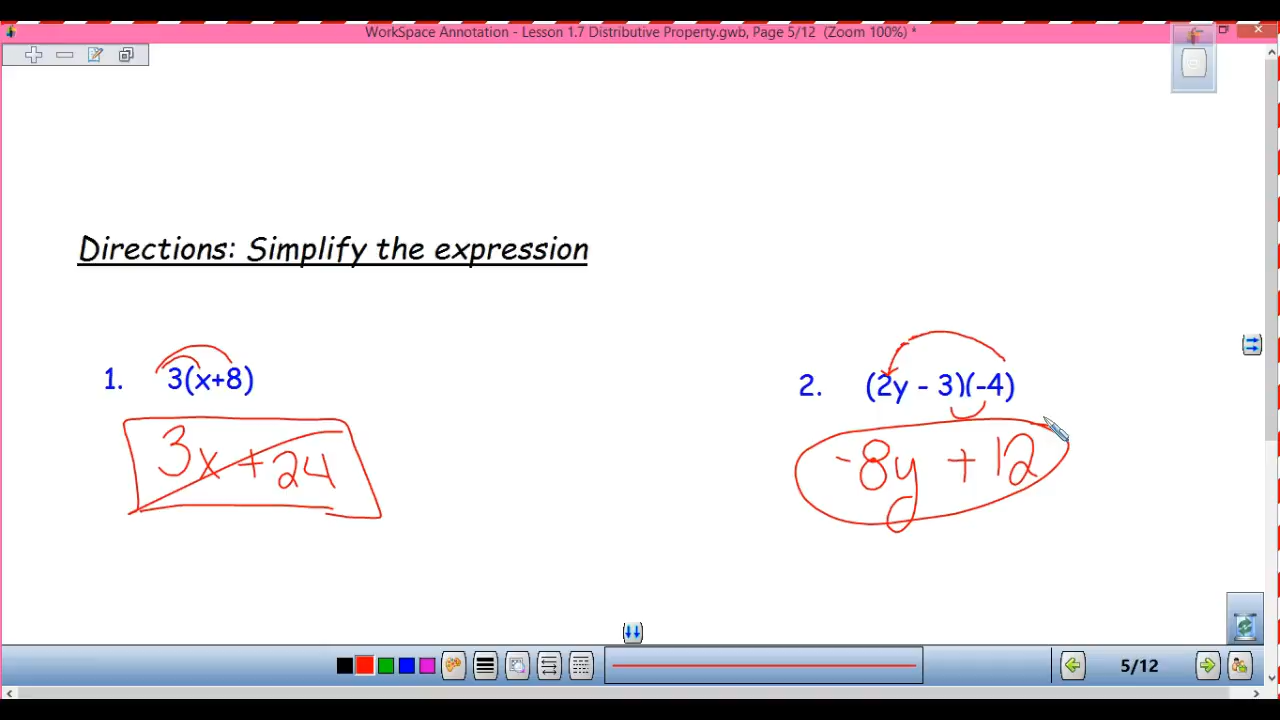 WorkSpace Annotation - Lesson 1.7 Distributive Property.gwb, Page 5/12 (Zoom 100%) *
Directions: Simplify the expression
1. 3(x+8)
2. (2y - 3)(-4)
3x + 24
-8y + 12
5/12